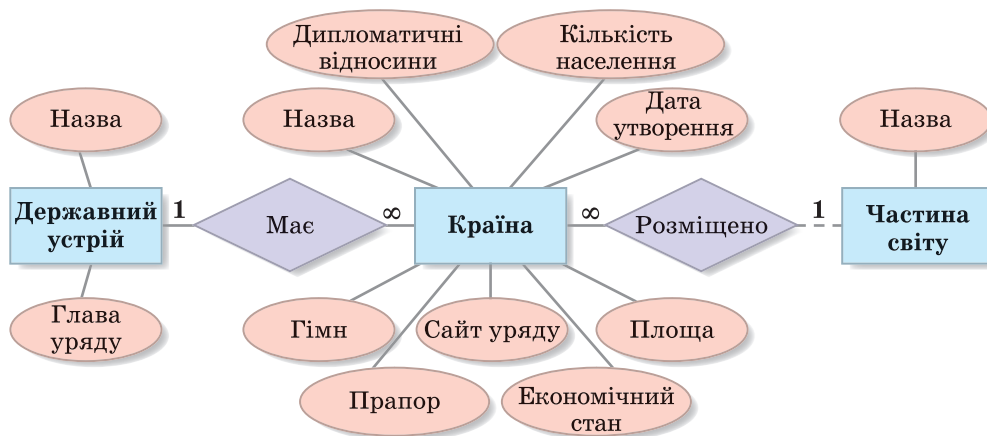 Дипломатичні
відносини
Кількість
населення
Назва
Назва
Дата
утворення
Назва
Державний
устрій
1
Має
∞
Країна
∞
Розміщено
1
Частина
світу
Глава
уряду
Гімн
Сайт уряду
Площа
Прапор
Економічний
стан